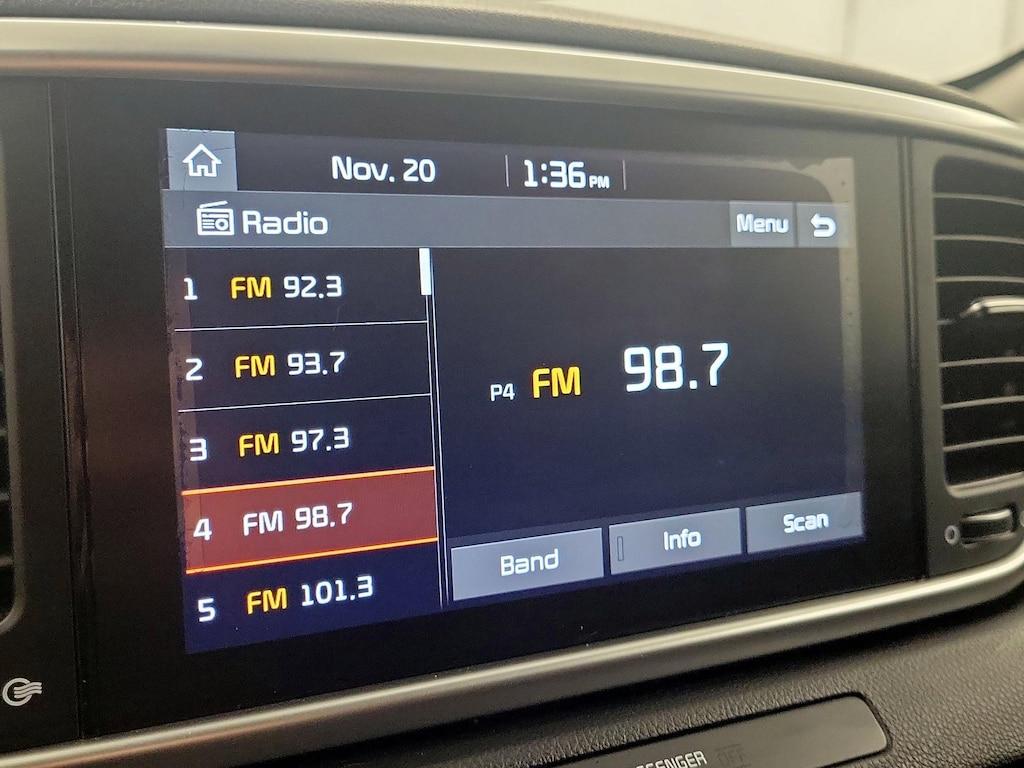 Nov. 20 1:36 PM
Radio
Menu
1 FM 92.3
2 FM 93.7
3 FM 97.3
4 FM 98.7
5 FM 101.3
P4 FM 98.7
Band Info Scan